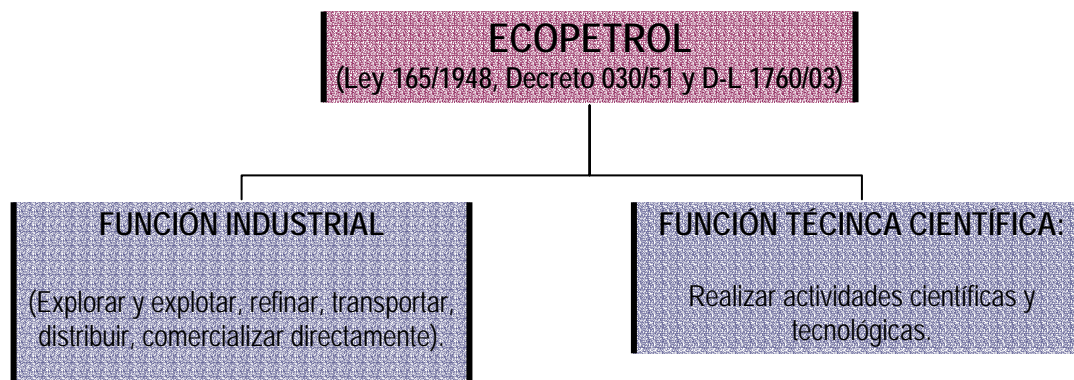 ECOPETROL
(Ley 165/1948, Decreto 030/51 y D-L 1760/03)
FUNCIÓN INDUSTRIAL
(Explorar y explotar, refinar, transportar,
distribuir, comercializar directamente).
FUNCIÓN TÉCINCA CIENTÍFICA:
Realizar actividades científicas y
tecnológicas.